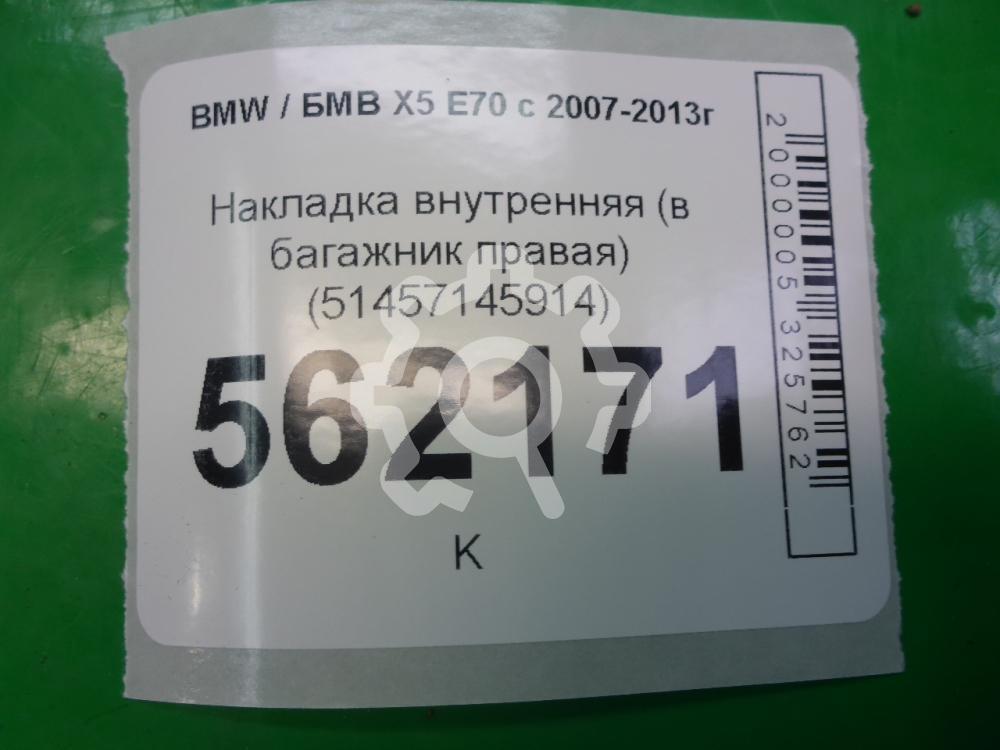 BMW / БМВ X5 E70 с 2007-2013г
Накладка внутренняя (в
багажник правая)
(51457145914)
562171
К
2000005325762